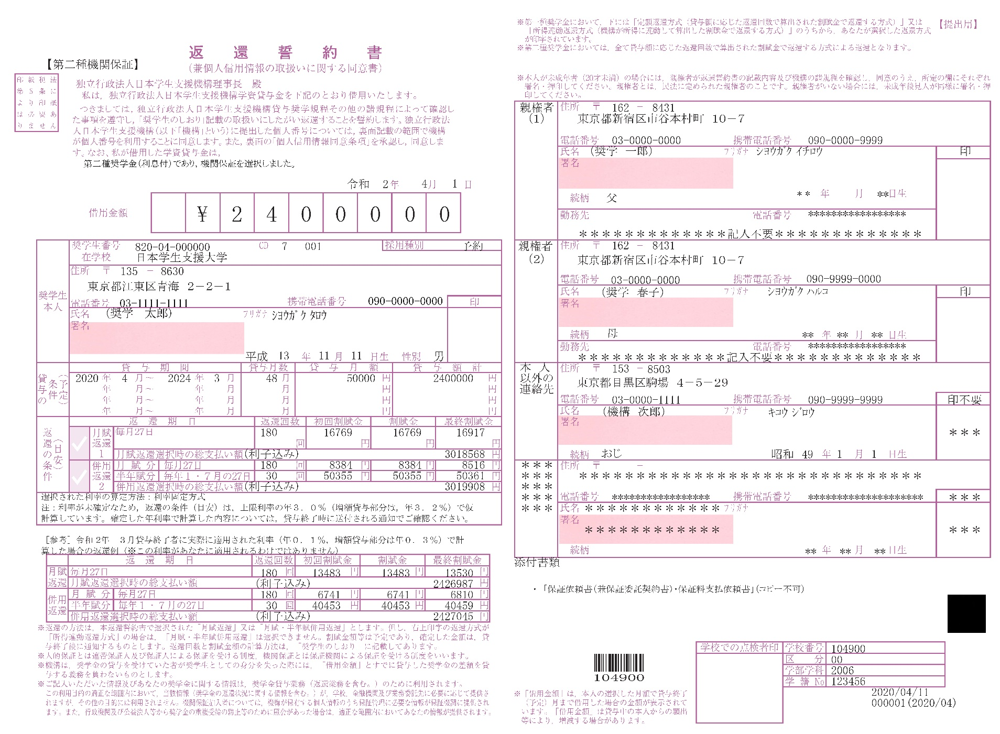 返還誓約書
（兼個人信用情報の取扱いに関する同意書）
【第二種機関保証】
印紙税法
第5条に
より印紙
は必要あ
りません
独立行政法人日本学生支援機構理事長 殿
私は，独立行政法人日本学生支援機構学資貸与金を下記のとおり借用いたします。
つきましては，独立行政法人日本学生支援機構貸与奨学規程その他の諸規程によって確認し
た事項を遵守し，「奨学生のしおり」記載の取扱いにしたがい返還することを誓約します。独立行政法
人日本学生支援機構（以下「機構」という）に提出した個人番号については，裏面記載の範囲で機構
が個人番号を利用することに同意します。また，裏面の「個人信用情報同意条項」を承認し，同意しま
す。なお、私が借用した学資貸与金は，
第二種奨学金（利息付）であり，機関保証を選択しました。
令和 2年 4月 1日
借用金額 ¥2400000
奨学生本人
奨学生番号 820-04-000000 CD 7 001 採用種別 予約
在学校 日本学生支援大学
住所 〒 135 － 8630
東京都江東区青海 2－2－1
電話番号 03-1111-1111 携帯電話番号 090-0000-0000 印
氏名 （奨学 太郎） フリガナ ショウガク タロウ
署名
平成 13 年 11 月 11 日生 性別 男
貸与の条件（予定）
貸与期間 貸与月数 貸与月額 貸与額計
2020 年 4 月～ 2024 年 3 月 48 月 50000 円 2400000 円
年 月～ 年 月 月 円 円
年 月～ 年 月 月 円 円
年 月～ 年 月 月 円 円
返還の条件（目安）
返還期日 返還回数 初回割賦金 割賦金 最終割賦金
月賦返還1 毎月27日 180 回 16769 円 16769 円 16917 円
月賦返還選択時の総支払い額（利子込み） 3018568 円
併用返還2 月賦分 毎月27日 180 回 8384 円 8384 円 8516 円
半年賦分 毎年1・7月の27日 30 回 50355 円 50355 円 50361 円
併用返還選択時の総支払い額（利子込み） 3019908 円
選択された利率の算定方法：利率固定方式
注：利率が未確定なため，返還の条件（目安）は，上限利率の年3．0％（増額貸与部分は，年3．2％）で仮
計算しています。確定した年利率で計算した内容については，貸与終了時に送付される通知でご確認ください。
［参考］令和2年 3月貸与終了者に実際に適用された利率（年0．1％，増額貸与部分は年0．3％）で計
算した場合の返還例（※この利率があなたに適用されるわけではありません）
返還期日 返還回数 初回割賦金 割賦金 最終割賦金
月賦返還 毎月27日 180 回 13483 円 13483 円 13530 円
月賦返還選択時の総支払い額 （利子込み） 2426987 円
併用返還 月賦分 毎月27日 180 回 6741 円 6741 円 6810 円
半年賦分 毎年1・7月の27日 30 回 40453 円 40453 円 40459 円
併用返還選択時の総支払い額 （利子込み） 2427045 円
※返還の方法は、本返還誓約書で選択された「月賦返還」又は「月賦・半年賦併用返還」とします。但し，右上印字の返還方式が
「所得連動返還方式」の場合は，「月賦・半年賦併用返還」は選択できません。割賦金額等は予定であり，確定した金額は，貸
与終了後に通知するものとします。返還回数と割賦金額の計算方法は，「奨学生のしおり」に記載してあります。
※人的保証とは連帯保証人及び保証人による保証を受ける制度，機関保証とは保証機関による保証を受ける制度をいいます。
※機構は，奨学金の貸与を受けていた者が奨学生としての身分を失った際には，「借用金額」とすでに貸与した奨学金の差額を貸
与する義務を負わないものとします。
※ご記入いただいた情報及びあなたの奨学金に関する情報は，奨学金貸与業務（返還業務を含む。）のために利用されます。
この利用目的の適正な範囲内において，当該情報（奨学金の返還状況に関する情報を含む。）が，学校，金融機関及び業務委託先に必要に応じて提供さ
れますが，その他の目的には利用されません。機関保証加入者については，機構が保有する個人情報のうち保証管理に必要な情報が保証機関に提供され
ます。また，行政機関及び公益法人等から奨学金の重複受給の防止等のために照会があった場合は，適正な範囲内においてあなたの情報が提供されます。
【提出用】
※第一種奨学金において，下には「定額返還方式（貸与額に応じた返還回数で算出された割賦金で返還する方式）」又は
「所得連動返還方式（機構が所得に連動して算出した割賦金で返還する方式）」のうちから，あなたが選択した返還方式
が印字されています。
※第二種奨学金においては，全て貸与額に応じた返還回数で算出された割賦金で返還する方式による返還となります。
※本人が未成年者（20才未満）の場合には，親権者が返還誓約書の記載内容及び機構の諸規程を確認し，同意のうえ，所定の欄にそれぞれ
署名・押印してください。親権者とは，民法に定められた親権者のことです。親権者がいない場合には，未成年後見人が同様に署名・押
印してください。
親権者（1）
住所 〒 162 － 8431
東京都新宿区市谷本村町 10－7
電話番号 03-0000-0000 携帯電話番号 090-0000-9999
氏名 （奨学 一郎） フリガナ ショウガク イチロウ 印
署名
続柄 父 ** 年 月 **日生
勤務先 電話番号 *****************
*************記入不要*************
親権者（2）
住所 〒 162 － 8431
東京都新宿区市谷本村町 10－7
電話番号 03-0000-0000 携帯電話番号 090-9999-0000
氏名 （奨学 春子） フリガナ ショウガク ハルコ 印
署名
続柄 母 ** 年 ** 月 ** 日生
勤務先 電話番号 *****************
*************記入不要*************
本人以外の連絡先
住所 〒 153 － 8503
東京都目黒区駒場 4－5－29
電話番号 03-0000-1111 携帯電話番号 090-9999-9999 印不要
氏名 （機構 次郎） フリガナ キコウ ジロウ
署名
***
続柄 おじ 昭和 49 年 1 月 1 日生
*** 住所 〒 －
*** ******************************
***
*** 電話番号 ***************** 携帯電話番号 ******************** ***
*** 氏名 ************ フリガナ
署名
************ ***
続柄 ** 年 ** 月 ** 日生
添付書類
・「保証依頼書（兼保証委託契約書）・保証料支払依頼書」（コピー不可）
104900
学校での点検者印
学校番号 104900
区分 00
学部学科 2006
学籍No 123456
2020/04/11
000001(2020/04)
※「借用金額」は，本人の選択した月額で貸与終了
（予定）月まで借用した場合の金額が表示されて
います。「借用金額」は貸与中の本人からの願出
等により，増減する場合があります。